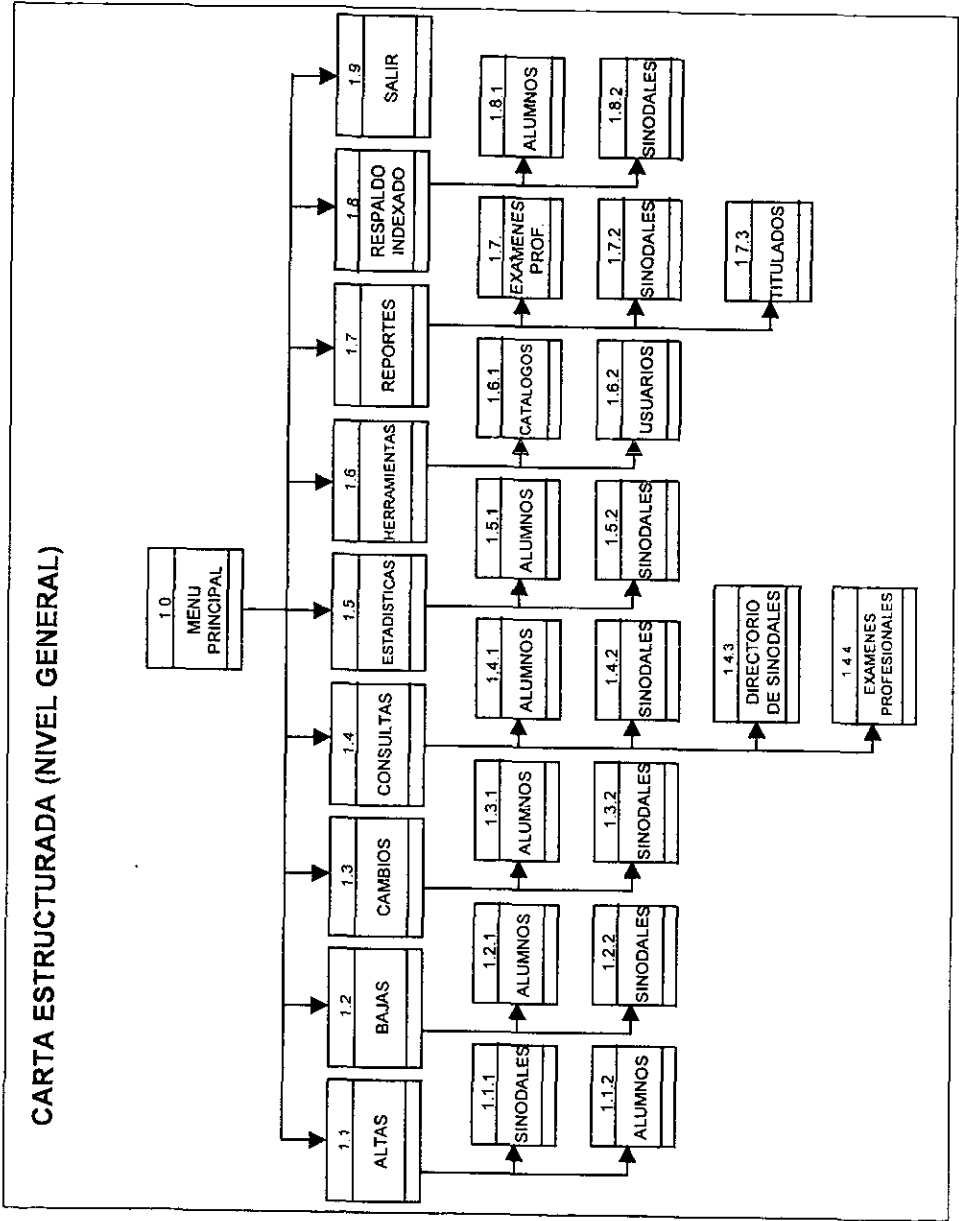 CARTA ESTRUCTURADA (NIVEL GENERAL)
1 0
MENU
PRINCIPAL
1.1
ALTAS
1.2
BAJAS
1.3
CAMBIOS
1.4
CONSULTAS
1.5
ESTADISTICAS
1.6
HERRAMIENTAS
1.7
REPORTES
1.8
RESPALDO
INDEXADO
1.9
SALIR
1.1.1
SINODALES
1.2.1
ALUMNOS
1.3.1
ALUMNOS
1.4.1
ALUMNOS
1.5.1
ALUMNOS
1.6.1
CATALOGOS
1.7.
EXAMENES
PROF.
1.8.1
ALUMNOS
1.1.2
ALUMNOS
1.2.2
SINODALES
1.3.2
SINODALES
1.4.2
SINODALES
1.5.2
SINODALES
1.6.2
USUARIOS
1.7.2
SINODALES
1.8.2
SINODALES
1 4.3
DIRECTORIO
DE SINODALES
1.7.3
TITULADOS
1 4 4
EXAMENES
PROFESIONALES